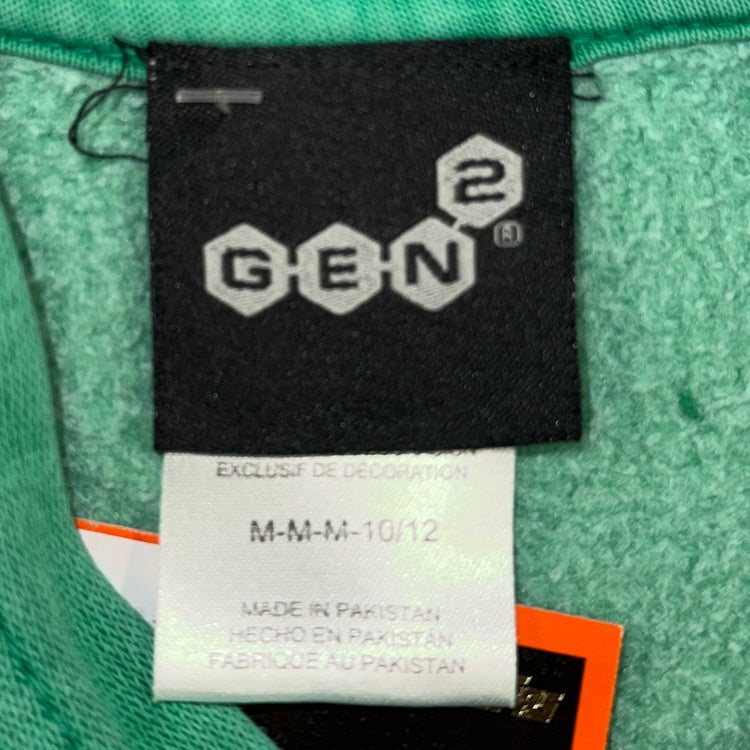 GEN2
EXCLUSIF DE DÉCORATION
M-M-M-10/12
MADE IN PAKISTAN
HECHO EN PAKISTAN
FABRIQUÉ AU PAKISTAN